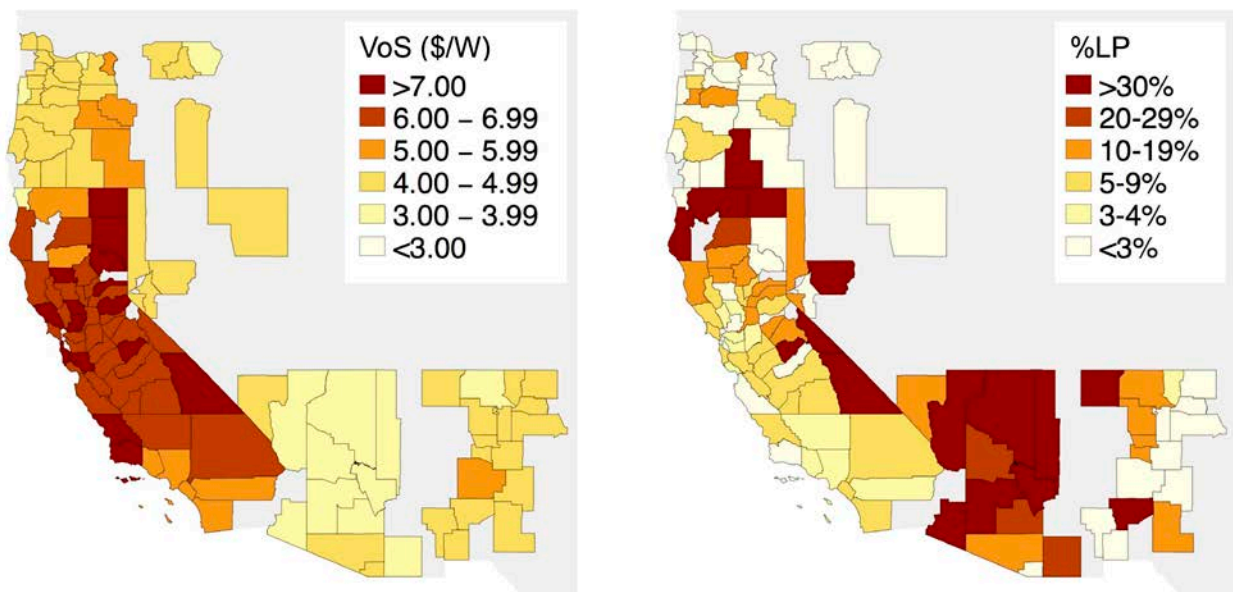 VoS ($/W)
>7.00
6.00 – 6.99
5.00 – 5.99
4.00 – 4.99
3.00 – 3.99
<3.00
%LP
>30%
20-29%
10-19%
5-9%
3-4%
<3%